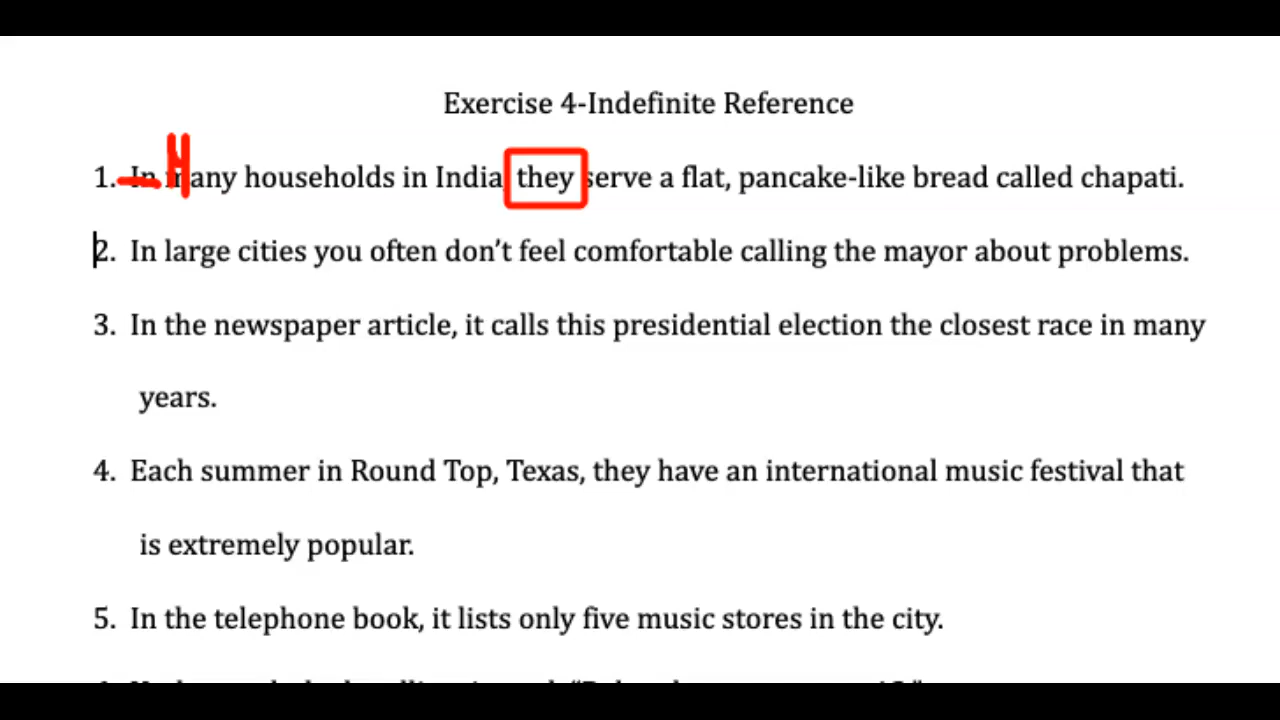 Exercise 4-Indefinite Reference
1. In many households in India, they serve a flat, pancake-like bread called chapati.
2. In large cities you often don’t feel comfortable calling the mayor about problems.
3. In the newspaper article, it calls this presidential election the closest race in many
years.
4. Each summer in Round Top, Texas, they have an international music festival that
is extremely popular.
5. In the telephone book, it lists only five music stores in the city.